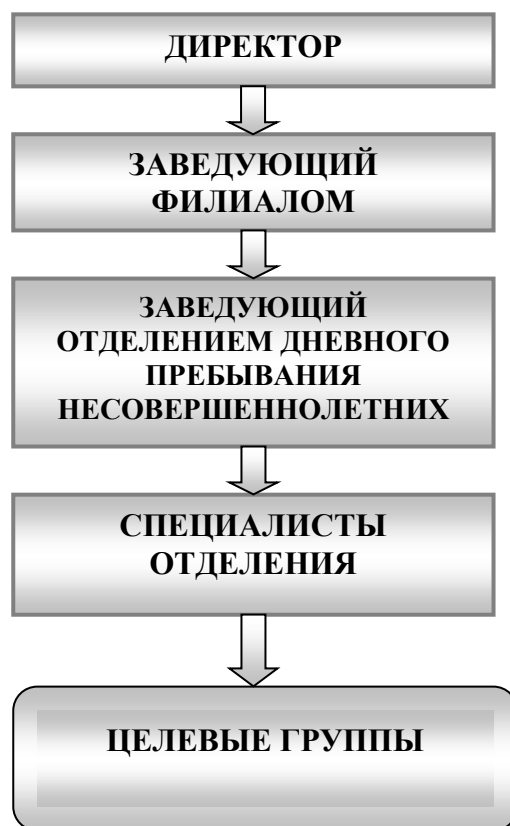 ДИРЕКТОР
ЗАВЕДУЮЩИЙ
ФИЛИАЛОМ
ЗАВЕДУЮЩИЙ
ОТДЕЛЕНИЕМ ДНЕВНОГО
ПРЕБЫВАНИЯ
НЕСОВЕРШЕННОЛЕТНИХ
СПЕЦИАЛИСТЫ
ОТДЕЛЕНИЯ
ЦЕЛЕВЫЕ ГРУППЫ